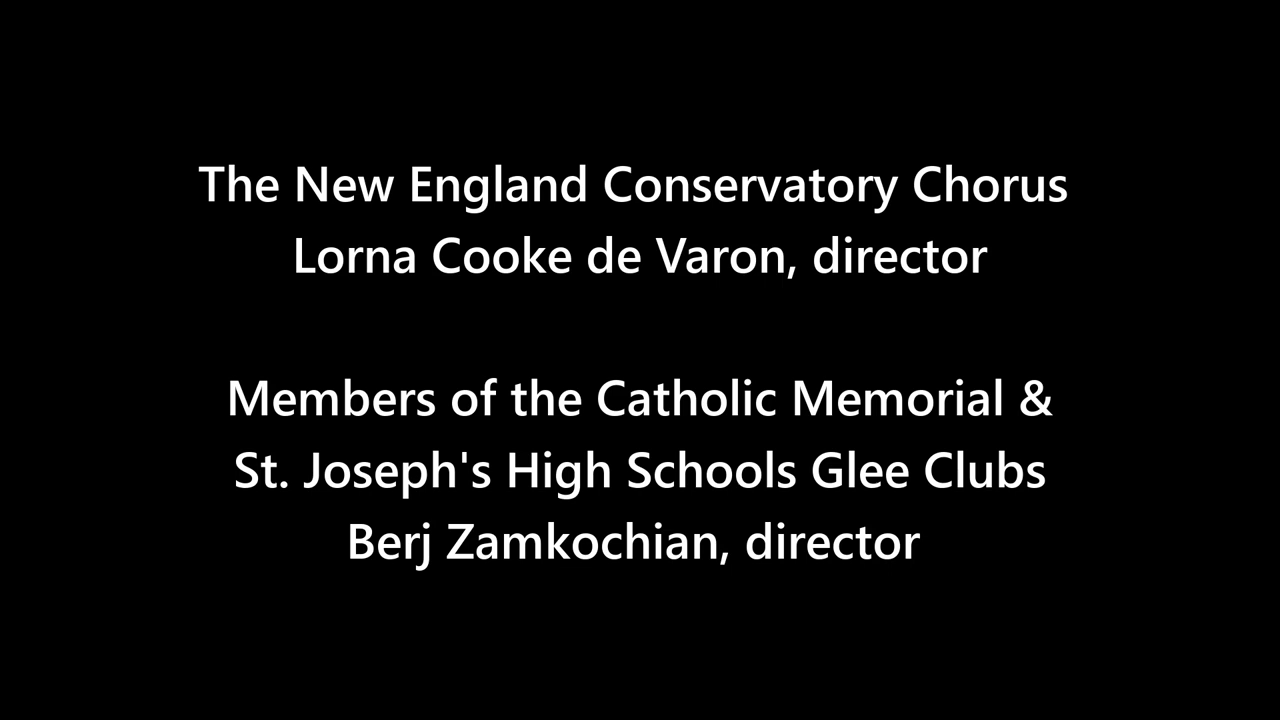 The New England Conservatory Chorus
Lorna Cooke de Varon, director
Members of the Catholic Memorial &
St. Joseph's High Schools Glee Clubs
Berj Zamkochian, director